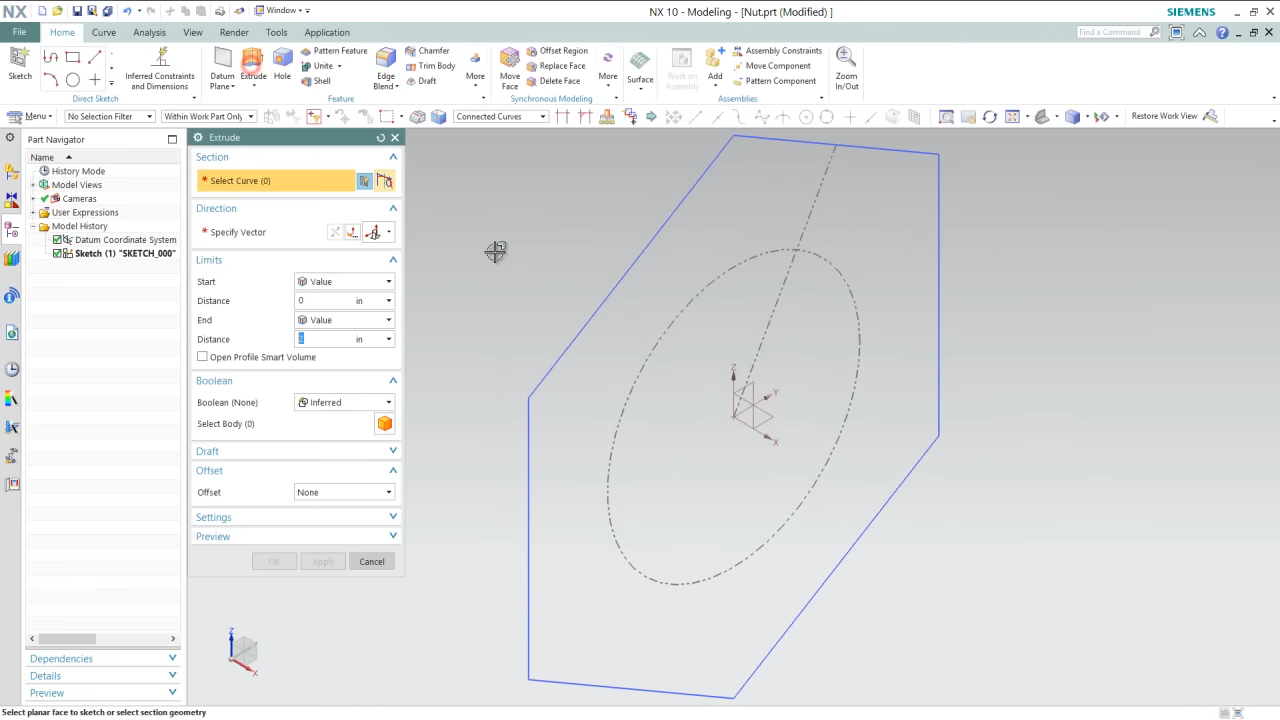 NX
Window
NX 10 - Modeling - [Nut.prt (Modified) ]
SIEMENS
File
Home
Curve
Analysis
View
Render
Tools
Application
Find a Command
Sketch
Inferred Constraints
and Dimensions
Direct Sketch
Datum
Plane
Extrude
Hole
Pattern Feature
Unite
Shell
Edge
Blend
Chamfer
Trim Body
Draft
More
Feature
Move
Face
Offset Region
Replace Face
Delete Face
More
Synchronous Modeling
Surface
Work on
Assembly
Add
Assembly Constraints
Move Component
Pattern Component
Assemblies
Zoom
In/Out
Menu
No Selection Filter
Within Work Part Only
Connected Curves
Restore Work View
Part Navigator
Name
History Mode
Model Views
Cameras
User Expressions
Model History
Datum Coordinate System
Sketch (1) "SKETCH_000"
Dependencies
Details
Preview
Extrude
Section
* Select Curve (0)
Direction
* Specify Vector
Limits
Start
Value
Distance
0
in
End
Value
Distance
in
Open Profile Smart Volume
Boolean
Boolean (None)
Inferred
Select Body (0)
Draft
Offset
Offset
None
Settings
Preview
OK
Apply
Cancel
Z
Y
X
Z
X
Select planar face to sketch or select section geometry